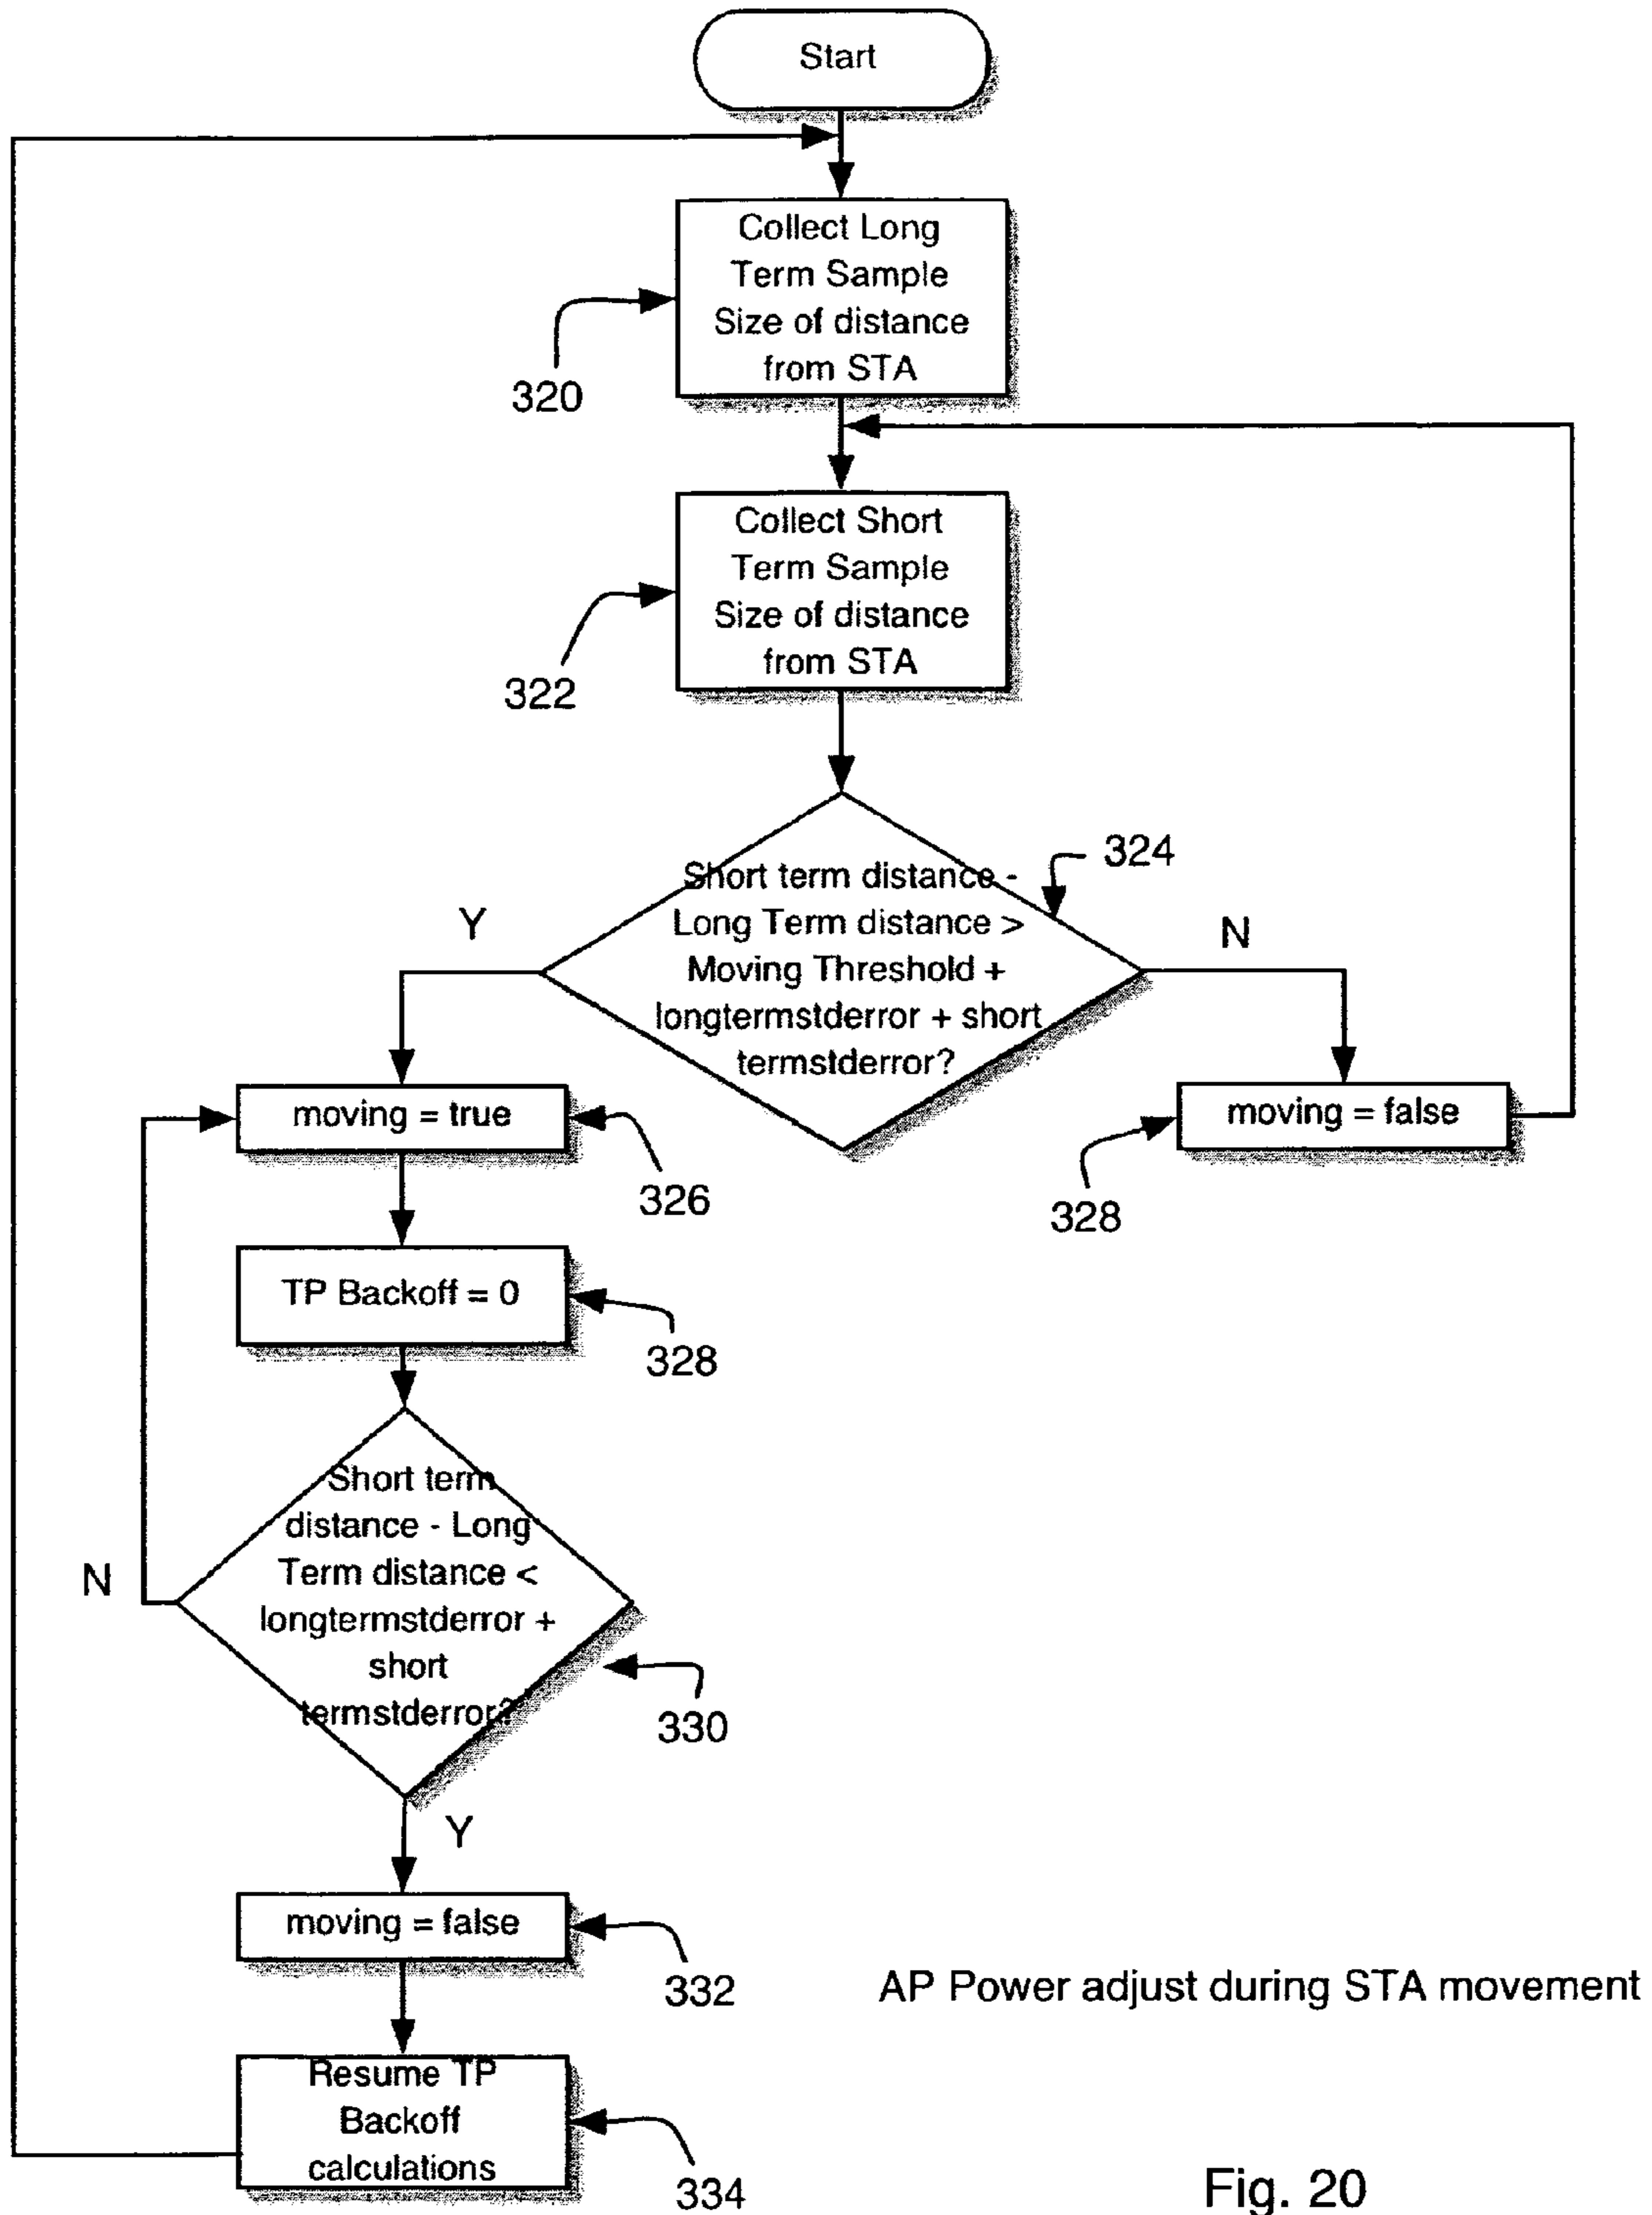 Start
Collect Long
Term Sample
Size of distance
from STA
320
Collect Short
Term Sample
Size of distance
from STA
322
Short term distance -
Long Term distance >
Moving Threshold +
longtermstderror + short
termstderror?
324
Y
N
moving = true
326
moving = false
328
TP Backoff = 0
328
Short term
distance - Long
Term distance <
longtermstderror +
short
termstderror?
330
N
Y
moving = false
332
Resume TP
Backoff
calculations
334
AP Power adjust during STA movement
Fig. 20